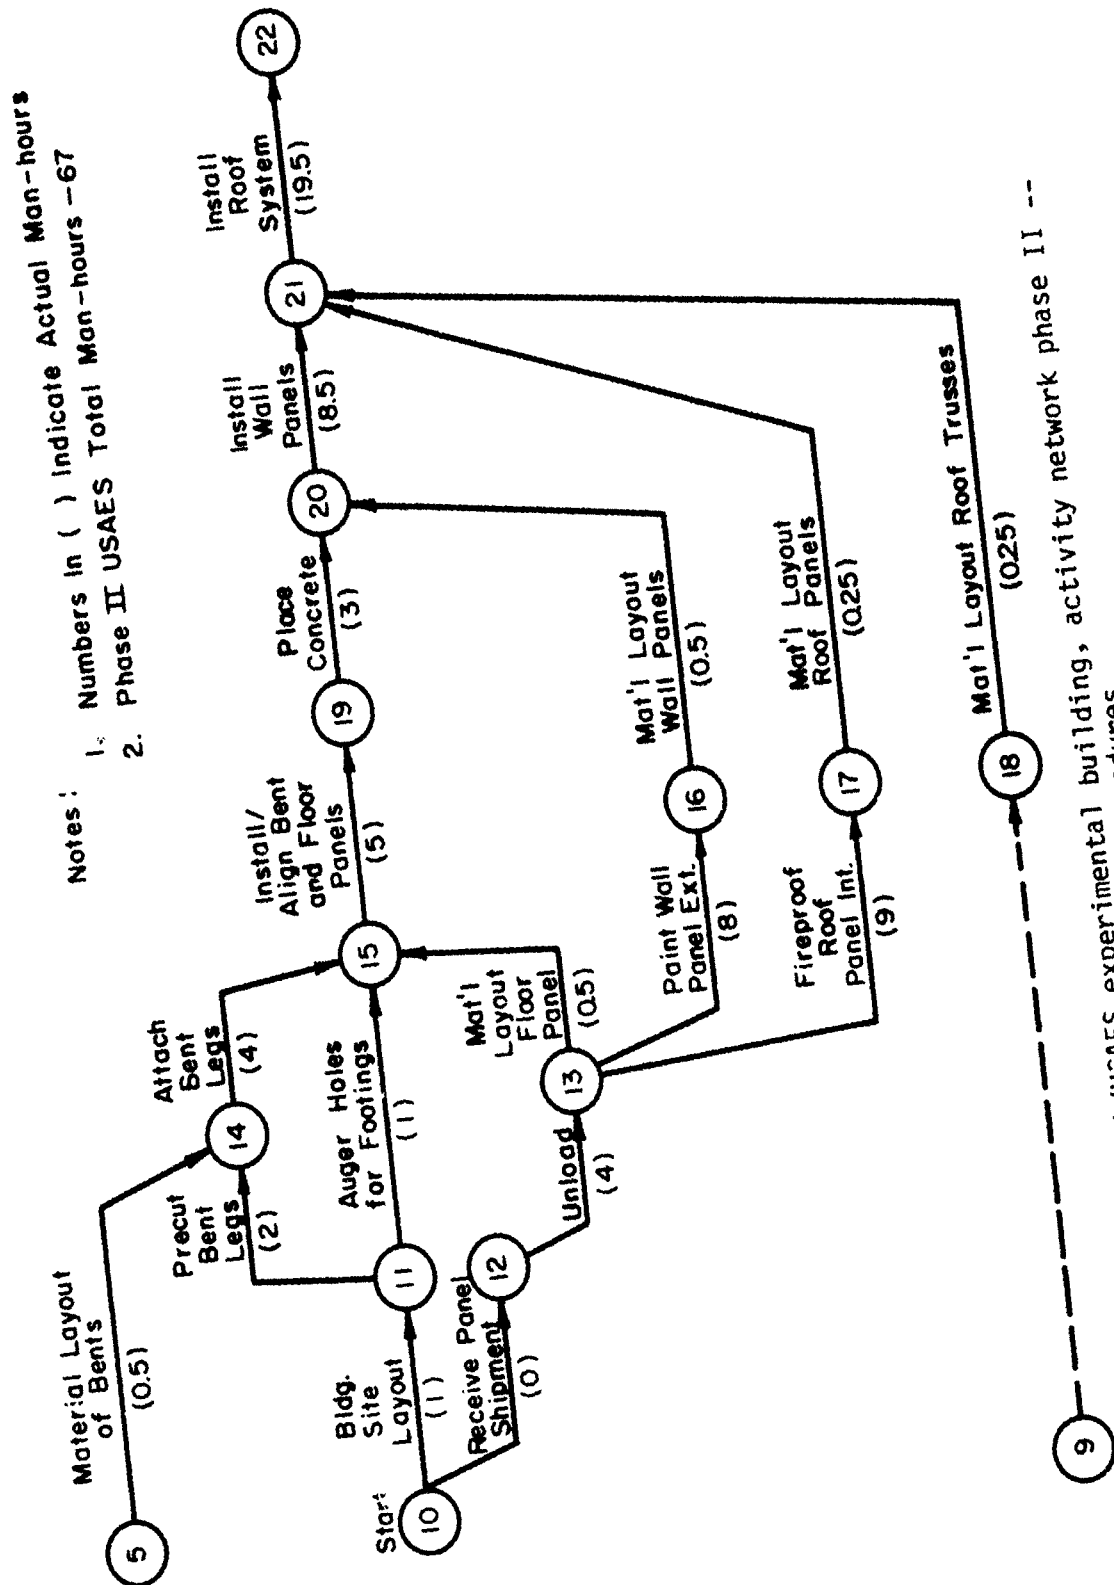 Notes:
1. Numbers In ( ) Indicate Actual Man-hours
2. Phase II USAES Total Man-hours -67
5
Material Layout
of Bents
(0.5)
Start
10
Bldg.
Site
Layout
(1)
Receive Panel
Shipment
(0)
11
12
Precut
Bent
Legs
(2)
14
Attach
Bent
Legs
(4)
Auger Holes
for Footings
(1)
Unload
(4)
13
Mat'l
Layout
Floor
Panel
(0.5)
15
Install/
Align Bent
and Floor
Panels
(5)
19
Place
Concrete
(3)
20
Install
Wall
Panels
(8.5)
21
Install
Roof
System
(19.5)
22
Paint Wall
Panel Ext.
(8)
16
Mat'l Layout
Wall Panels
(0.5)
Fireproof
Roof
Panel Int.
(9)
17
Mat'l Layout
Roof Panels
(0.25)
9
18
Mat'l Layout Roof Trusses
(0.25)
USAES experimental building, activity network phase II --